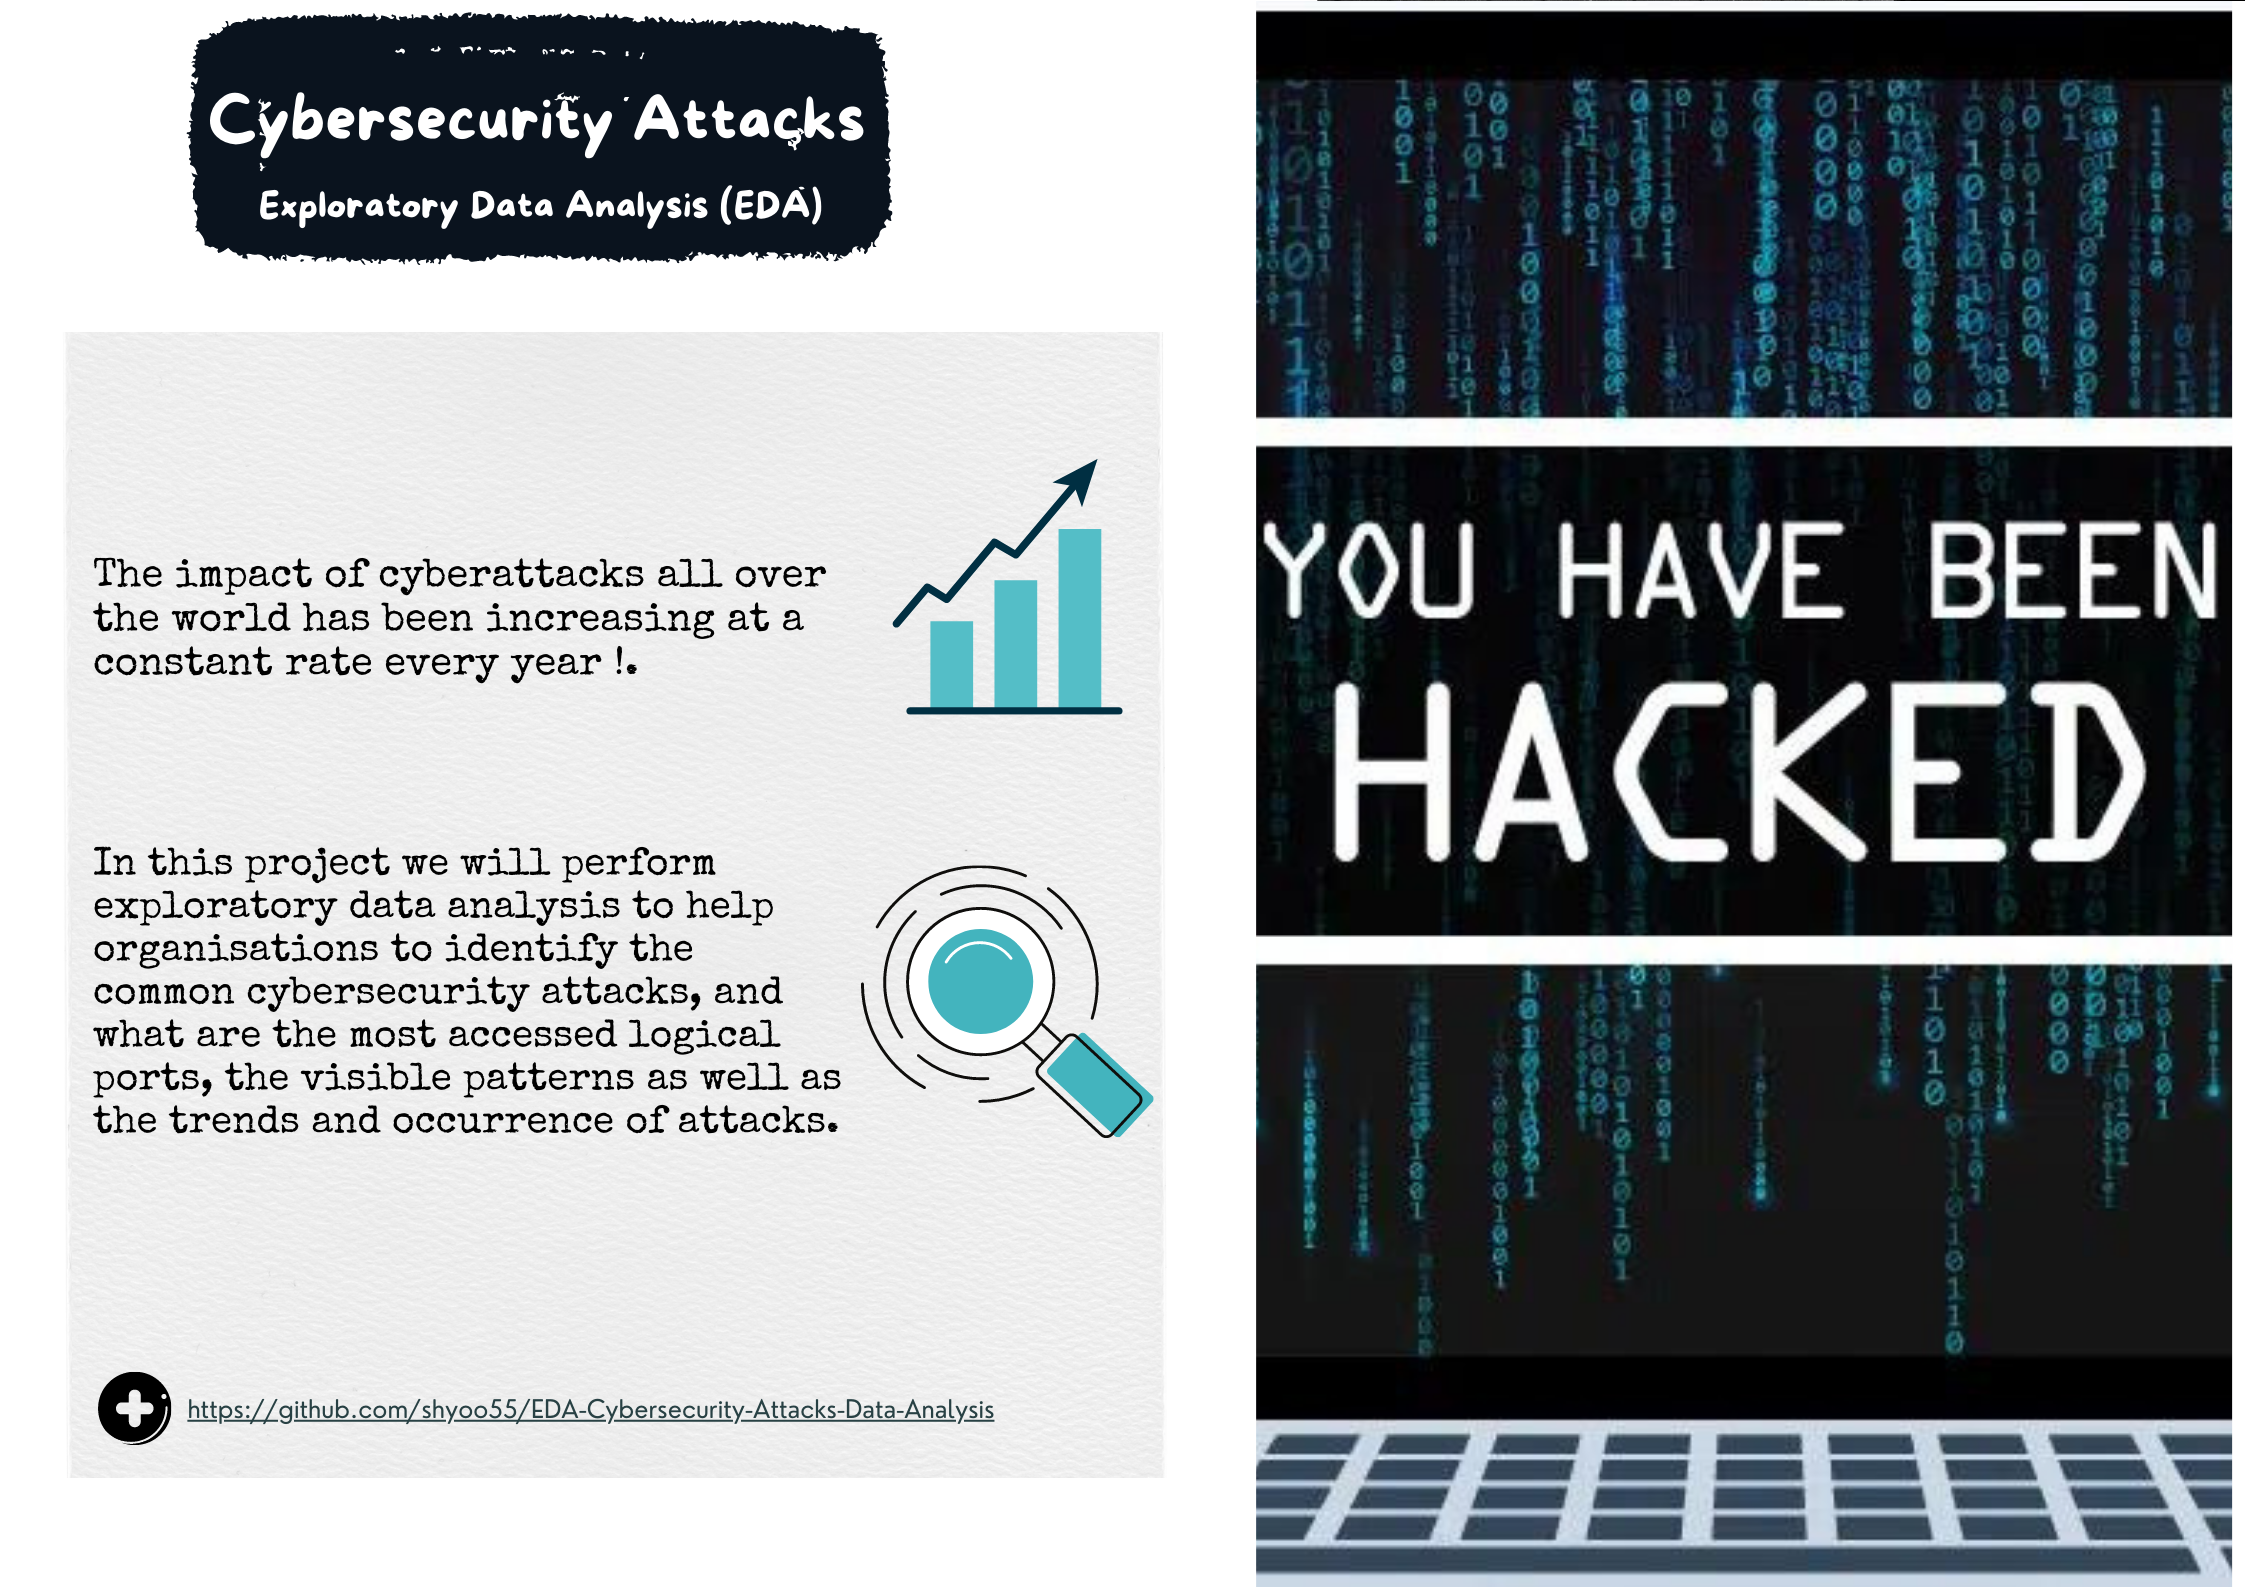 Cybersecurity Attacks
Exploratory Data Analysis (EDA)
The impact of cyberattacks all over
the world has been increasing at a
constant rate every year !.
In this project we will perform
exploratory data analysis to help
organisations to identify the
common cybersecurity attacks, and
what are the most accessed logical
ports, the visible patterns as well as
the trends and occurrence of attacks.
https://github.com/shyoo55/EDA-Cybersecurity-Attacks-Data-Analysis
YOU HAVE BEEN
HACKED